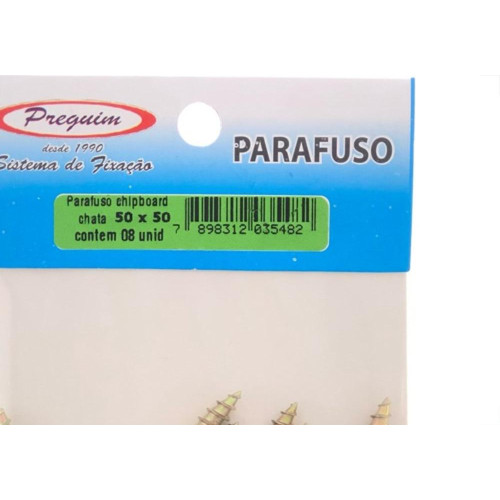 Preguim
desde 1990
Sistema de Fixação
PARAFUSO
Parafuso chipboard
chata 50 x 50
contem 08 unid
7 898312 035482